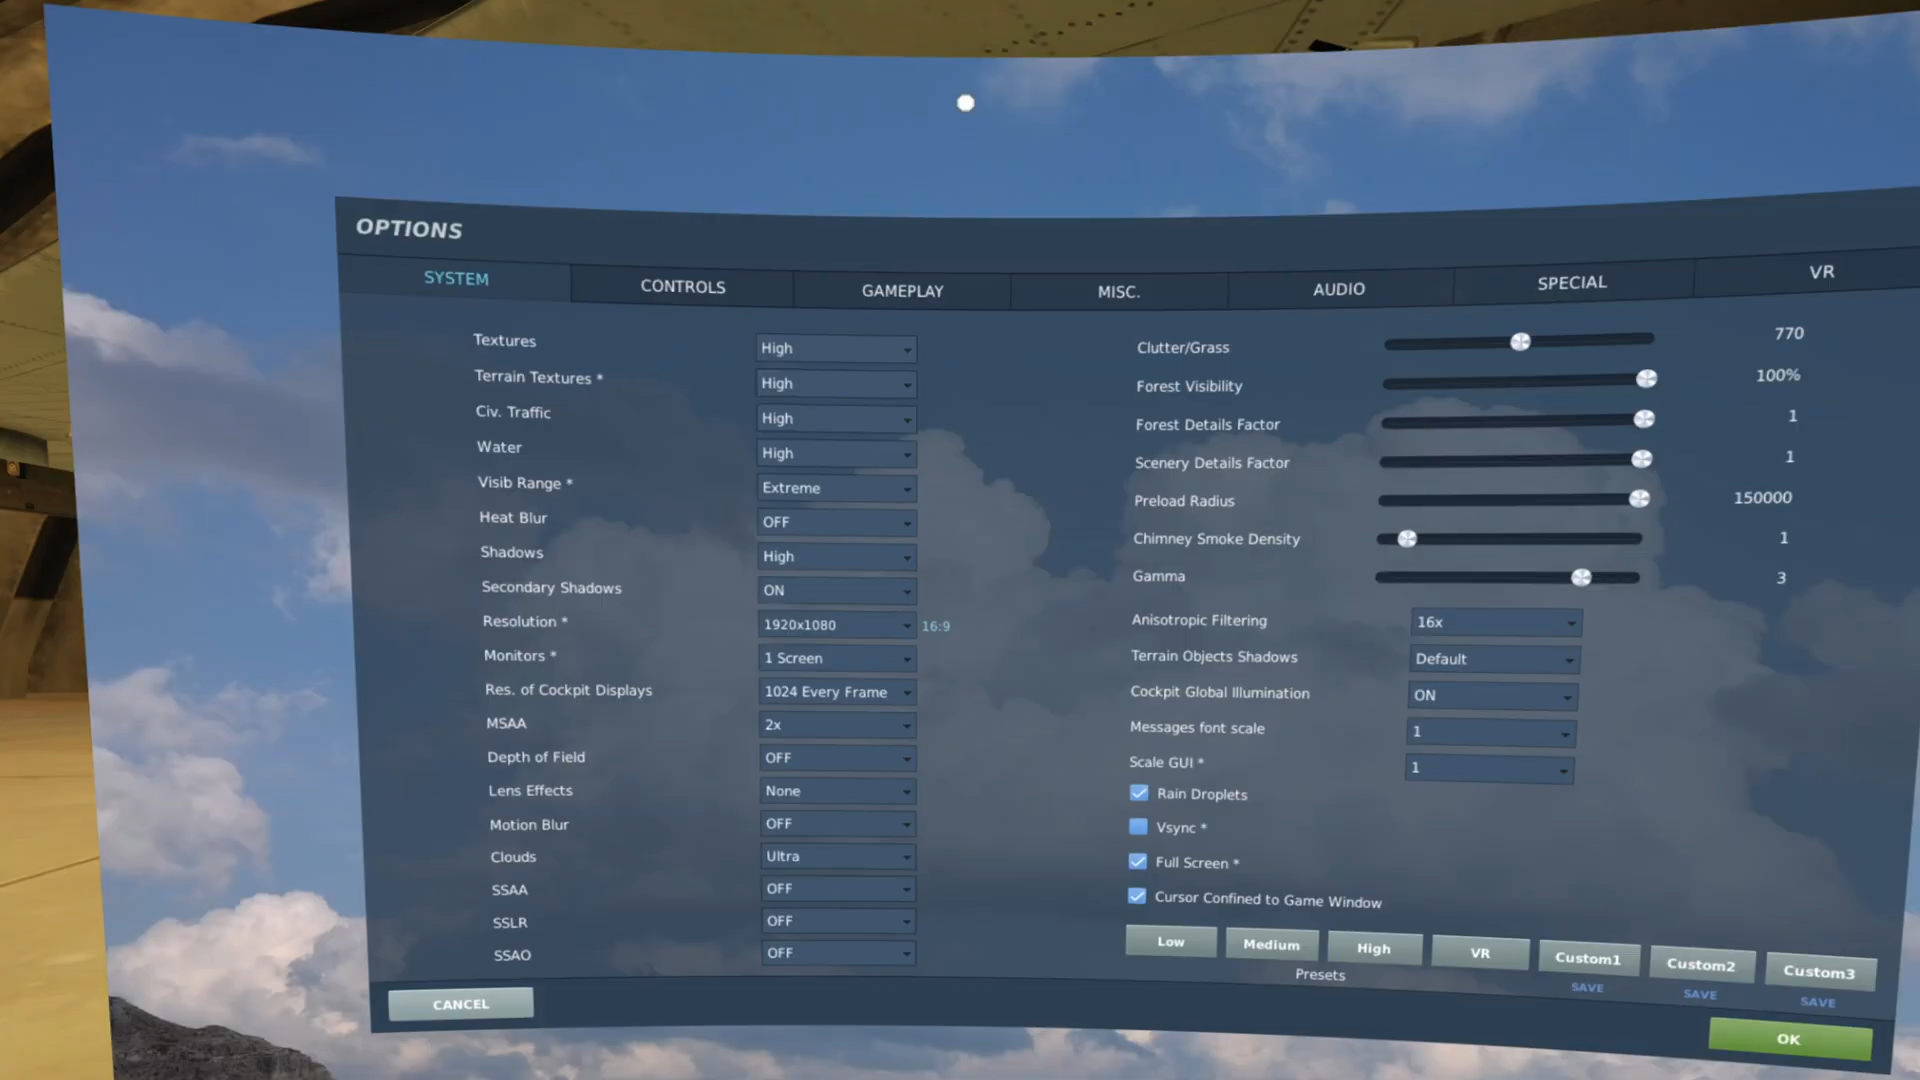 OPTIONS
SYSTEM CONTROLS GAMEPLAY MISC. AUDIO SPECIAL VR
Textures High
Terrain Textures * High
Civ. Traffic High
Water High
Visib Range * Extreme
Heat Blur OFF
Shadows High
Secondary Shadows ON
Resolution * 1920x1080 16:9
Monitors * 1 Screen
Res. of Cockpit Displays 1024 Every Frame
MSAA 2x
Depth of Field OFF
Lens Effects None
Motion Blur OFF
Clouds Ultra
SSAA OFF
SSLR OFF
SSAO OFF
Clutter/Grass 770
Forest Visibility 100%
Forest Details Factor 1
Scenery Details Factor 1
Preload Radius 150000
Chimney Smoke Density 1
Gamma 3
Anisotropic Filtering 16x
Terrain Objects Shadows Default
Cockpit Global Illumination ON
Messages font scale 1
Scale GUI * 1
Rain Droplets
Vsync *
Full Screen *
Cursor Confined to Game Window
Low Medium High VR Custom1 Custom2 Custom3
Presets SAVE SAVE SAVE
CANCEL OK